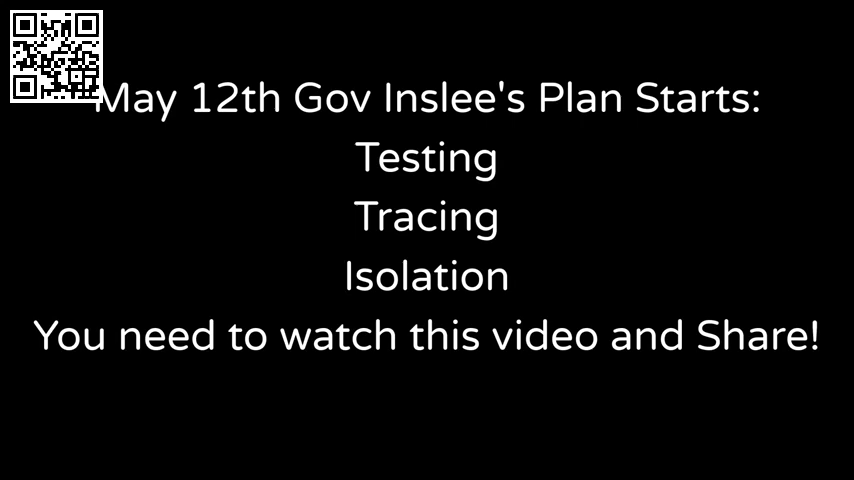 May 12th Gov Inslee's Plan Starts:
Testing
Tracing
Isolation
You need to watch this video and Share!